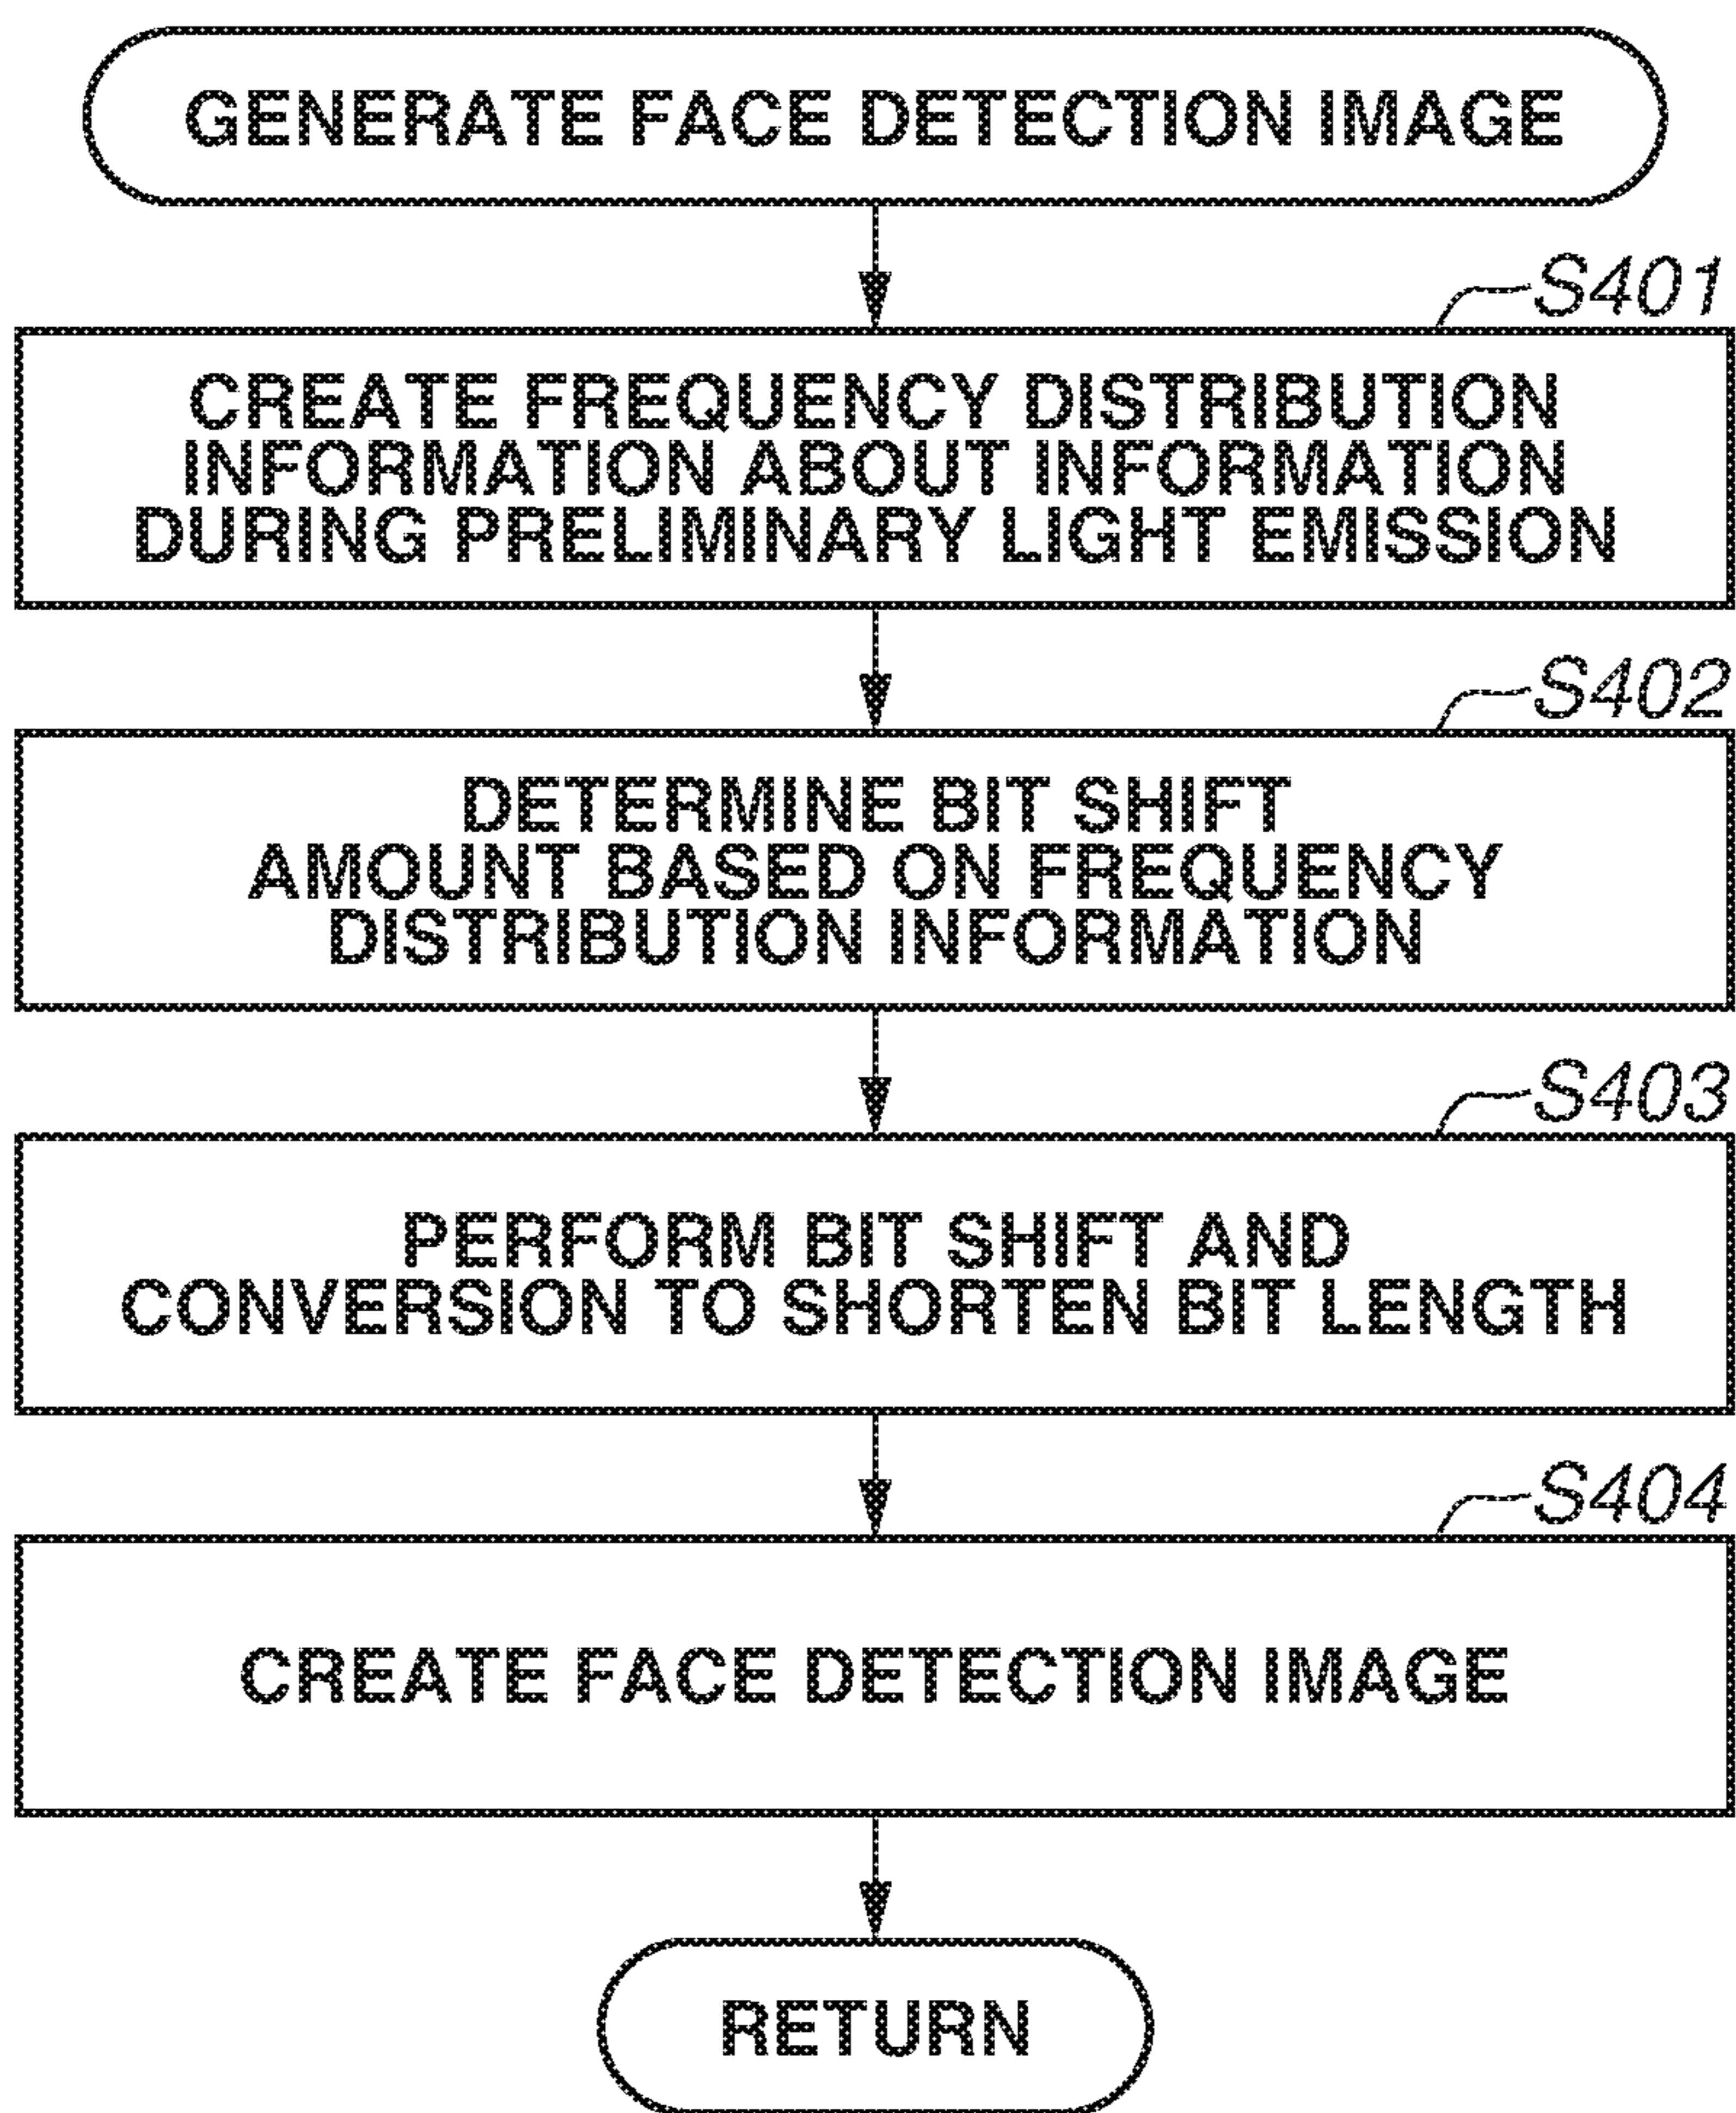 GENERATE FACE DETECTION IMAGE
S401
CREATE FREQUENCY DISTRIBUTION
INFORMATION ABOUT INFORMATION
DURING PRELIMINARY LIGHT EMISSION
S402
DETERMINE BIT SHIFT
AMOUNT BASED ON FREQUENCY
DISTRIBUTION INFORMATION
S403
PERFORM BIT SHIFT AND
CONVERSION TO SHORTEN BIT LENGTH
S404
CREATE FACE DETECTION IMAGE
RETURN